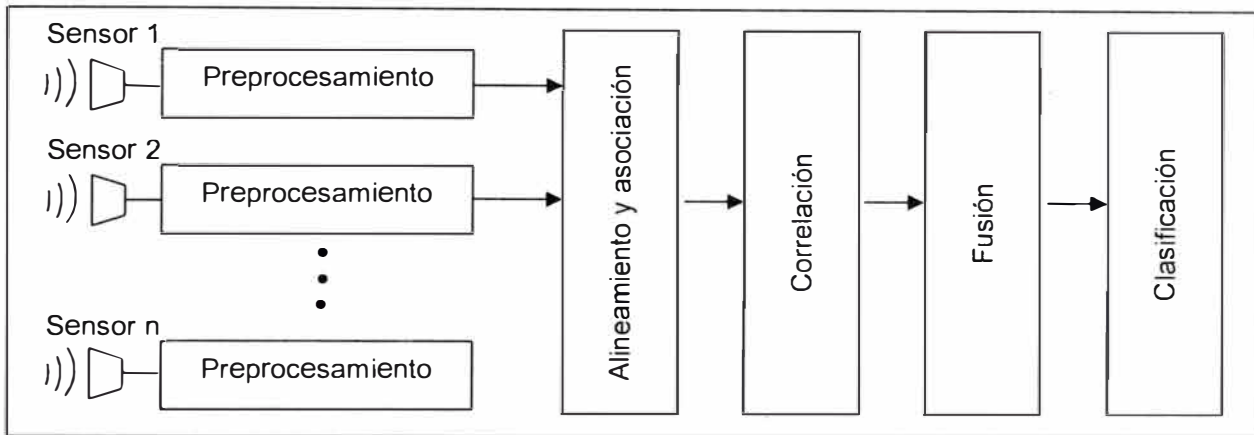 Sensor 1
Preprocesamiento
Sensor 2
Preprocesamiento
Sensor n
Preprocesamiento
Alineamiento y asociación
Correlación
Fusión
Clasificación